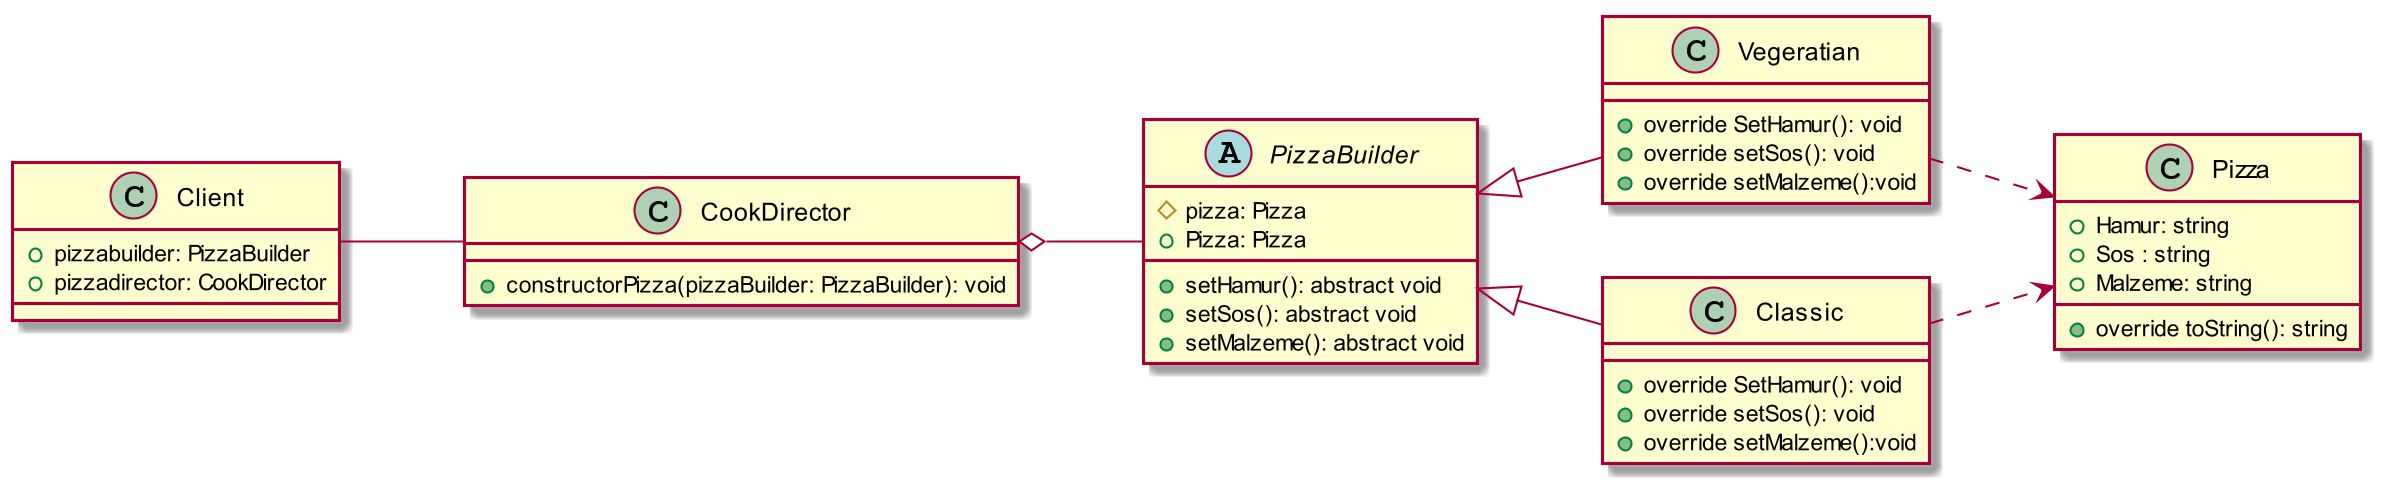 C Client
pizzabuilder: PizzaBuilder
pizzadirector: CookDirector
C CookDirector
constructorPizza(pizzaBuilder: PizzaBuilder): void
A PizzaBuilder
pizza: Pizza
Pizza: Pizza
setHamur(): abstract void
setSos(): abstract void
setMalzeme(): abstract void
C Vegeratian
override SetHamur(): void
override setSos(): void
override setMalzeme():void
C Classic
override SetHamur(): void
override setSos(): void
override setMalzeme():void
C Pizza
Hamur: string
Sos : string
Malzeme: string
override toString(): string